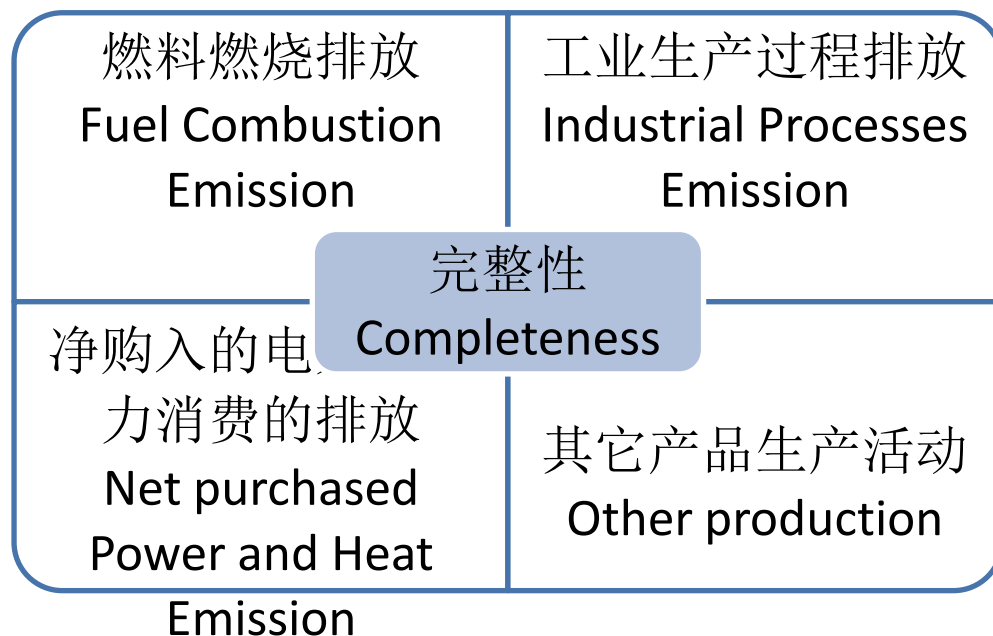 燃料燃烧排放
Fuel Combustion
Emission
工业生产过程排放
Industrial Processes
Emission
完整性
Completeness
净购入的电
力消费的排放
Net purchased
Power and Heat
Emission
其它产品生产活动
Other production